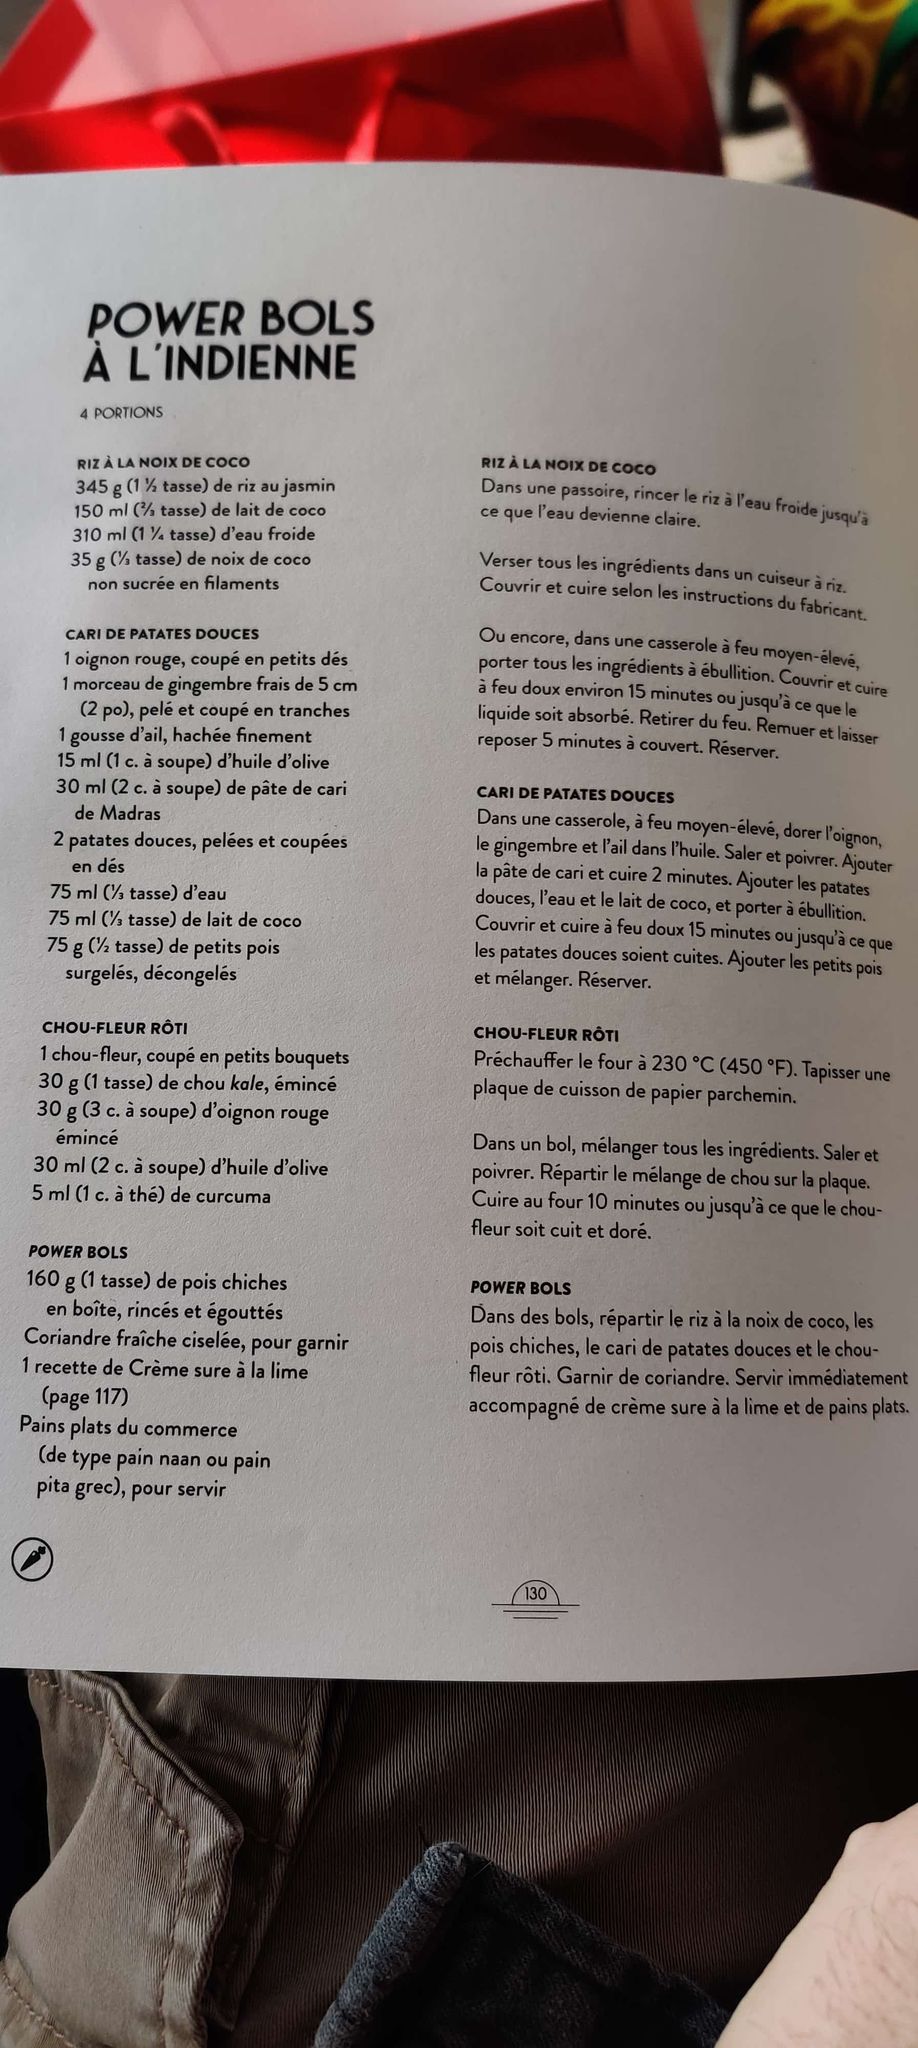 POWER BOLS
À L'INDIENNE
4 PORTIONS
RIZ À LA NOIX DE COCO
345 g (1 ½ tasse) de riz au jasmin
150 ml (⅔ tasse) de lait de coco
310 ml (1 ¼ tasse) d'eau froide
35 g (⅓ tasse) de noix de coco
non sucrée en filaments
CARI DE PATATES DOUCES
1 oignon rouge, coupé en petits dés
1 morceau de gingembre frais de 5 cm
(2 po), pelé et coupé en tranches
1 gousse d'ail, hachée finement
15 ml (1 c. à soupe) d'huile d'olive
30 ml (2 c. à soupe) de pâte de cari
de Madras
2 patates douces, pelées et coupées
en dés
75 ml (⅓ tasse) d'eau
75 ml (⅓ tasse) de lait de coco
75 g (½ tasse) de petits pois
surgelés, décongelés
CHOU-FLEUR RÔTI
1 chou-fleur, coupé en petits bouquets
30 g (1 tasse) de chou kale, émincé
30 g (3 c. à soupe) d'oignon rouge
émincé
30 ml (2 c. à soupe) d'huile d'olive
5 ml (1 c. à thé) de curcuma
POWER BOLS
160 g (1 tasse) de pois chiches
en boîte, rincés et égouttés
Coriandre fraîche ciselée, pour garnir
1 recette de Crème sure à la lime
(page 117)
Pains plats du commerce
(de type pain naan ou pain
pita grec), pour servir
RIZ À LA NOIX DE COCO
Dans une passoire, rincer le riz à l'eau froide jusqu'à
ce que l'eau devienne claire.
Verser tous les ingrédients dans un cuiseur à riz.
Couvrir et cuire selon les instructions du fabricant.
Ou encore, dans une casserole à feu moyen-élevé,
porter tous les ingrédients à ébullition. Couvrir et cuire
à feu doux environ 15 minutes ou jusqu'à ce que le
liquide soit absorbé. Retirer du feu. Remuer et laisser
reposer 5 minutes à couvert. Réserver.
CARI DE PATATES DOUCES
Dans une casserole, à feu moyen-élevé, dorer l'oignon,
le gingembre et l'ail dans l'huile. Saler et poivrer. Ajouter
la pâte de cari et cuire 2 minutes. Ajouter les patates
douces, l'eau et le lait de coco, et porter à ébullition.
Couvrir et cuire à feu doux 15 minutes ou jusqu'à ce que
les patates douces soient cuites. Ajouter les petits pois
et mélanger. Réserver.
CHOU-FLEUR RÔTI
Préchauffer le four à 230 °C (450 °F). Tapisser une
plaque de cuisson de papier parchemin.
Dans un bol, mélanger tous les ingrédients. Saler et
poivrer. Répartir le mélange de chou sur la plaque.
Cuire au four 10 minutes ou jusqu'à ce que le chou-
fleur soit cuit et doré.
POWER BOLS
Dans des bols, répartir le riz à la noix de coco, les
pois chiches, le cari de patates douces et le chou-
fleur rôti. Garnir de coriandre. Servir immédiatement
accompagné de crème sure à la lime et de pains plats.
130